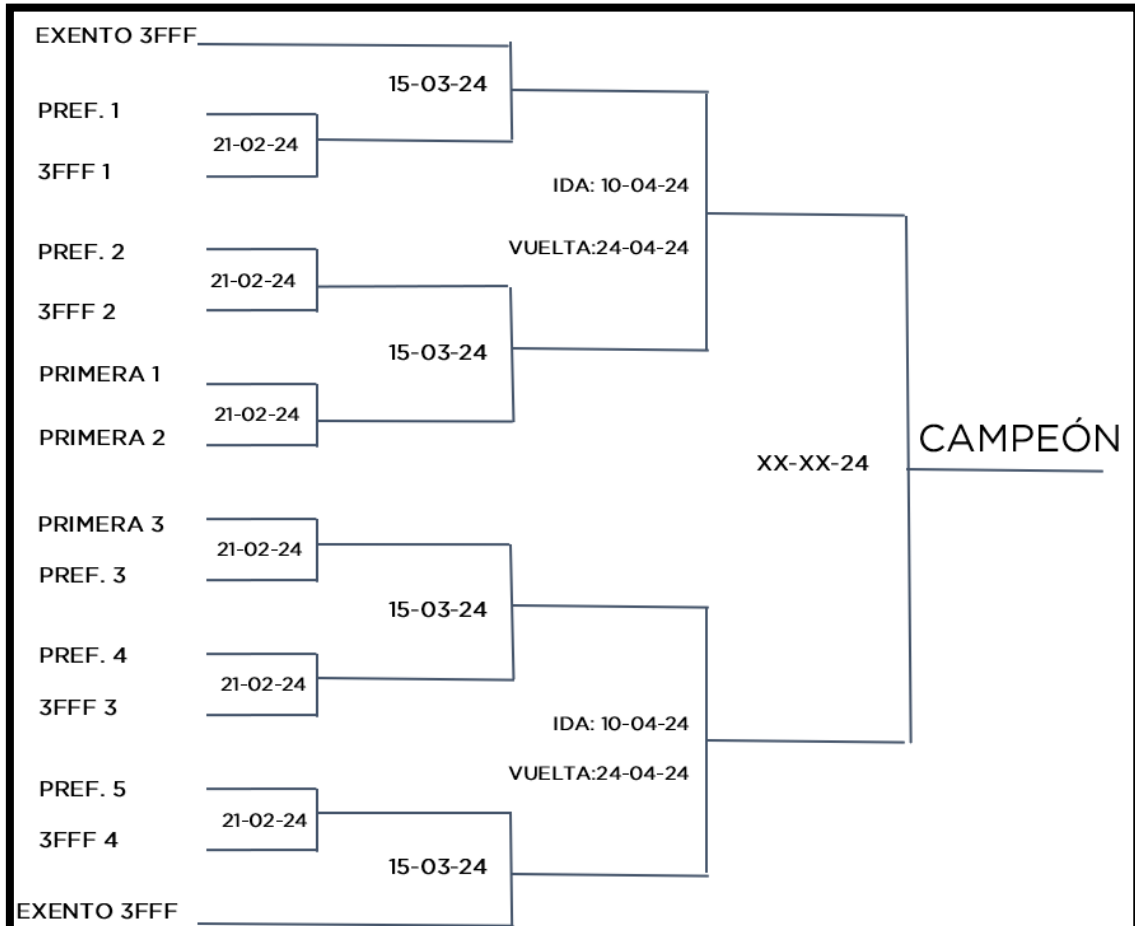 EXENTO 3FFF
15-03-24
PREF. 1
21-02-24
3FFF 1
IDA: 10-04-24
VUELTA:24-04-24
PREF. 2
21-02-24
3FFF 2
15-03-24
PRIMERA 1
21-02-24
PRIMERA 2
CAMPEÓN
XX-XX-24
PRIMERA 3
21-02-24
PREF. 3
15-03-24
PREF. 4
21-02-24
3FFF 3
IDA: 10-04-24
VUELTA:24-04-24
PREF. 5
21-02-24
3FFF 4
15-03-24
EXENTO 3FFF